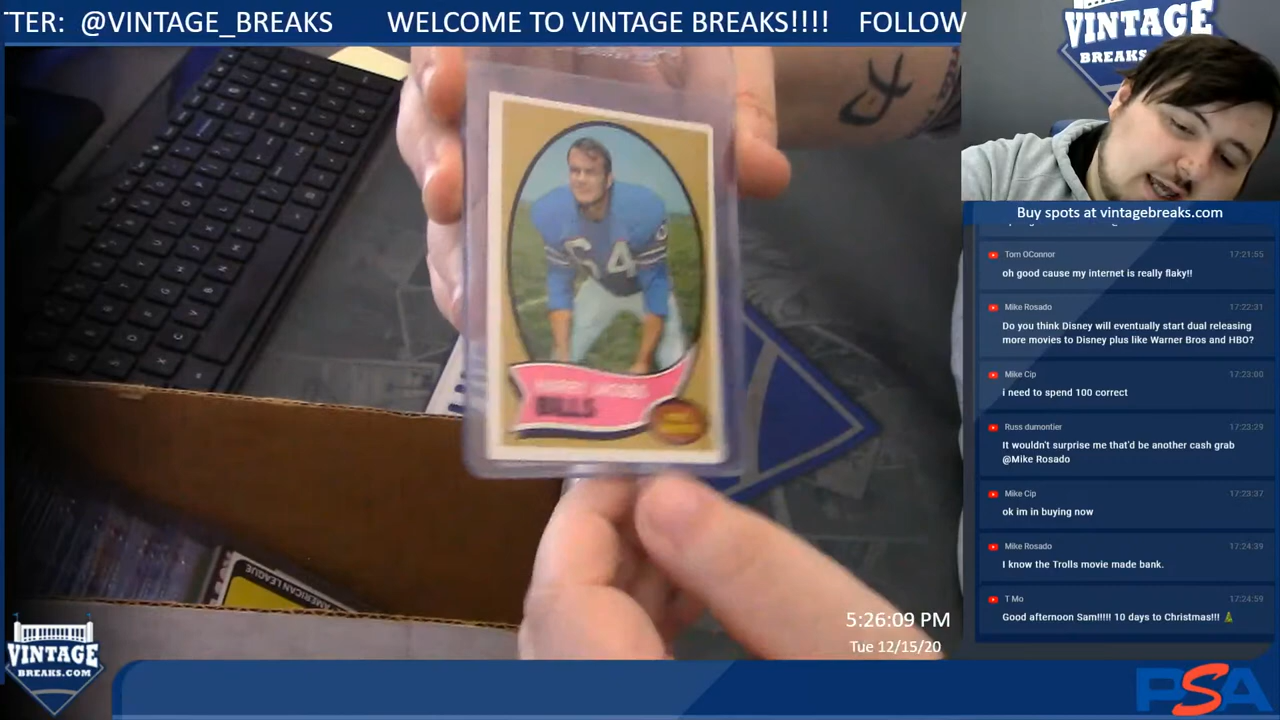 TER: @VINTAGE_BREAKS WELCOME TO VINTAGE BREAKS!!!! FOLLOW
VINTAGE
BREAKS
64
BILLS
AMERICAN LEAGUE
VINTAGE
BREAKS.COM
5:26:09 PM
Tue 12/15/20
Buy spots at vintagebreaks.com
Tom OConnor 17:21:55
oh good cause my internet is really flaky!!
Mike Rosado 17:22:31
Do you think Disney will eventually start dual releasing
more movies to Disney plus like Warner Bros and HBO?
Mike Cip 17:23:00
i need to spend 100 correct
Russ dumontier 17:23:29
It wouldn't surprise me that'd be another cash grab
@Mike Rosado
Mike Cip 17:23:37
ok im in buying now
Mike Rosado 17:24:39
I know the Trolls movie made bank.
T Mo 17:24:59
Good afternoon Sam!!!!! 10 days to Christmas!!! 🎄
PSA